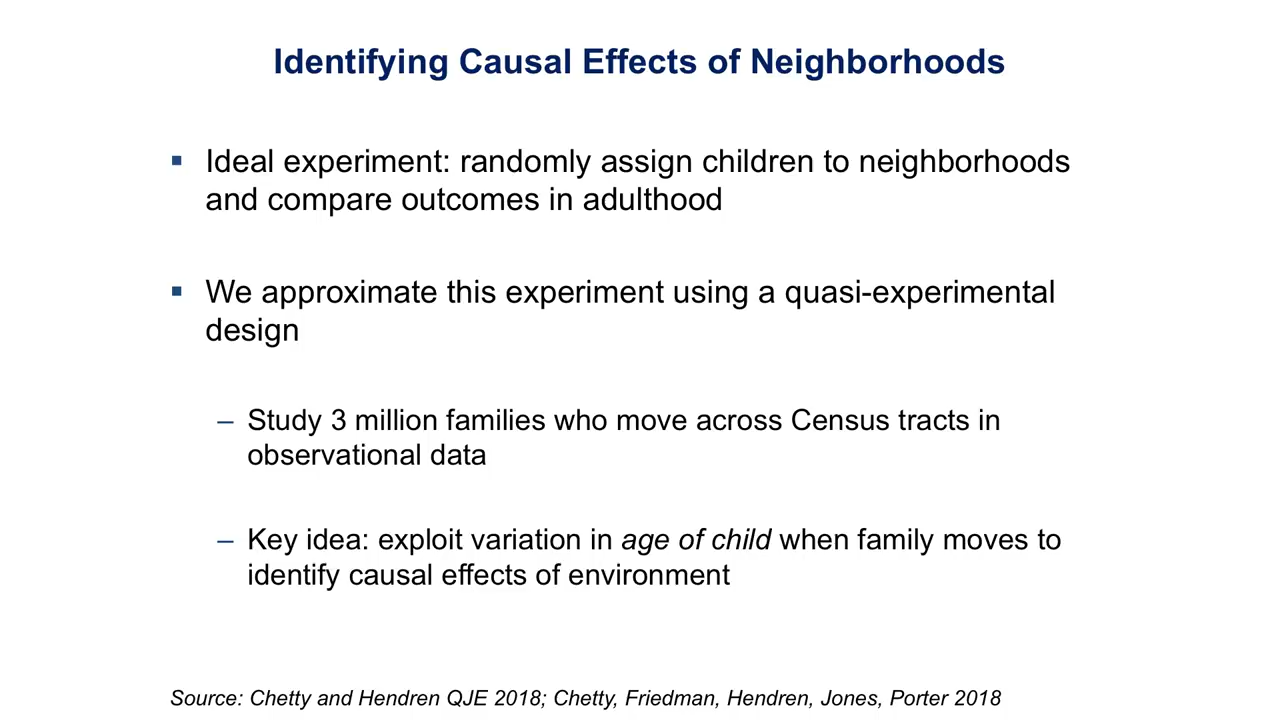 Identifying Causal Effects of Neighborhoods
▪ Ideal experiment: randomly assign children to neighborhoods
and compare outcomes in adulthood
▪ We approximate this experiment using a quasi-experimental
design
– Study 3 million families who move across Census tracts in
observational data
– Key idea: exploit variation in age of child when family moves to
identify causal effects of environment
Source: Chetty and Hendren QJE 2018; Chetty, Friedman, Hendren, Jones, Porter 2018